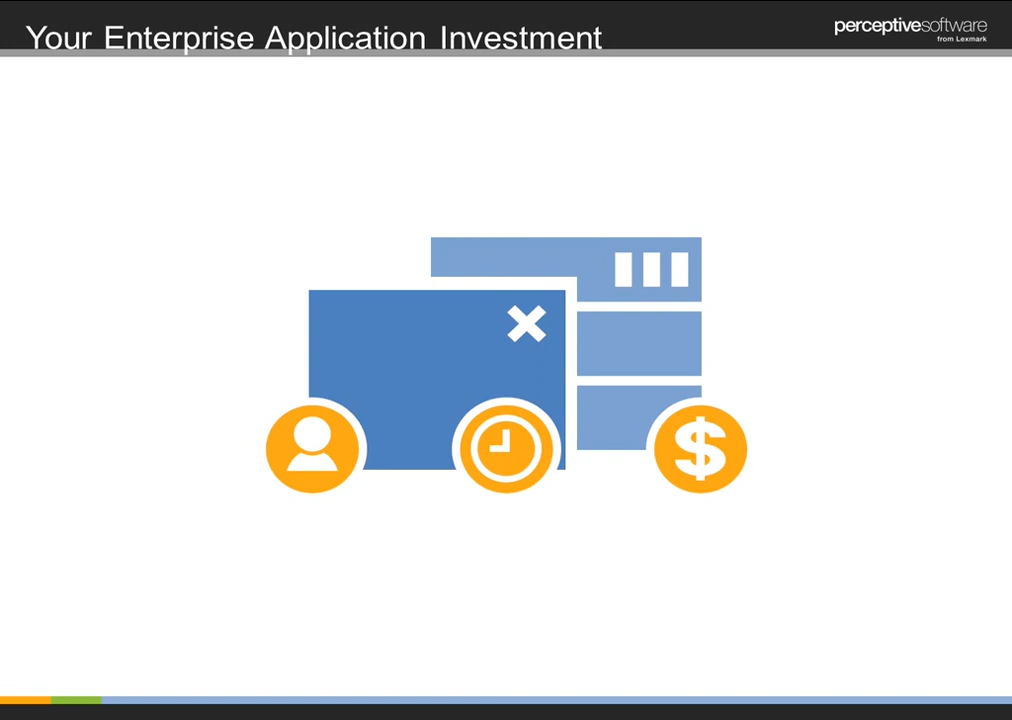 Your Enterprise Application Investment
perceptivesoftware
from Lexmark
$